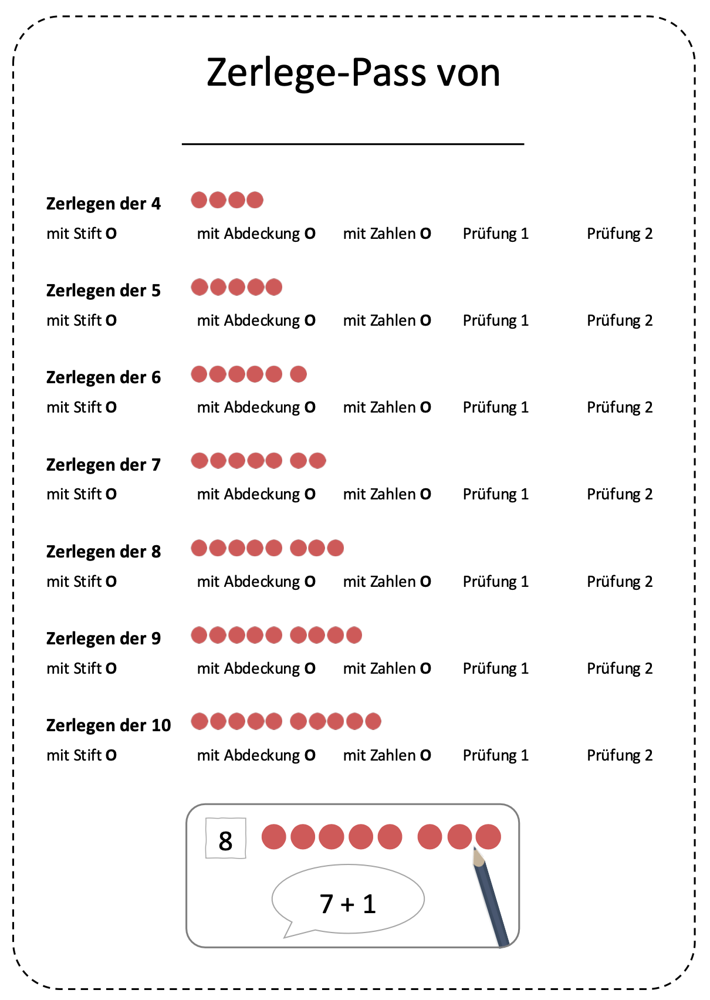 Zerlege-Pass von
Zerlegen der 4
mit Stift O mit Abdeckung O mit Zahlen O Prüfung 1 Prüfung 2
Zerlegen der 5
mit Stift O mit Abdeckung O mit Zahlen O Prüfung 1 Prüfung 2
Zerlegen der 6
mit Stift O mit Abdeckung O mit Zahlen O Prüfung 1 Prüfung 2
Zerlegen der 7
mit Stift O mit Abdeckung O mit Zahlen O Prüfung 1 Prüfung 2
Zerlegen der 8
mit Stift O mit Abdeckung O mit Zahlen O Prüfung 1 Prüfung 2
Zerlegen der 9
mit Stift O mit Abdeckung O mit Zahlen O Prüfung 1 Prüfung 2
Zerlegen der 10
mit Stift O mit Abdeckung O mit Zahlen O Prüfung 1 Prüfung 2
8
7 + 1